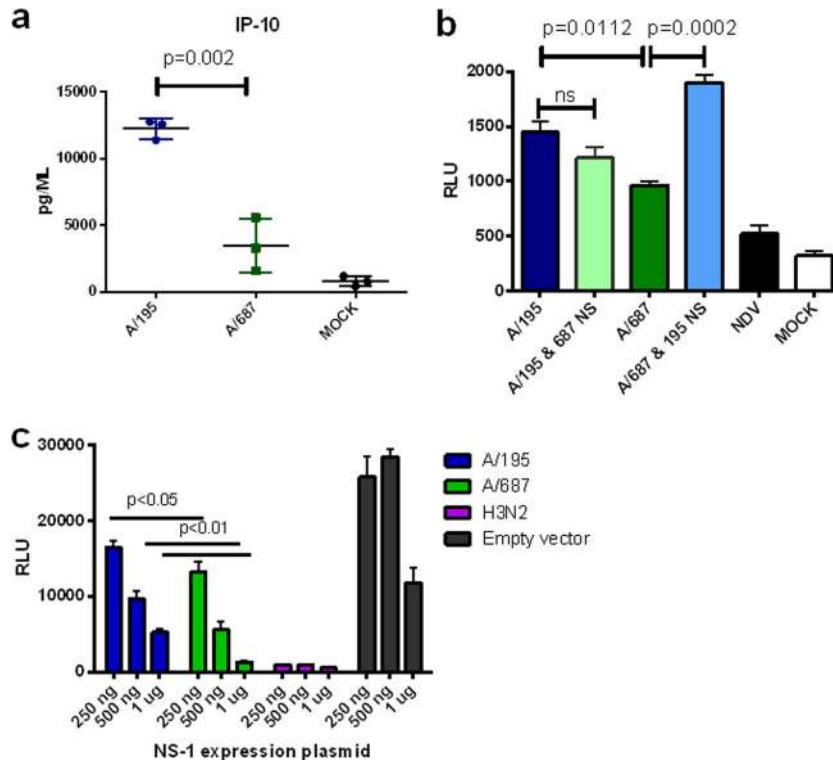 a
IP-10
p=0.002
15000
10000
5000
0
pg/ML
A/195
A/687
MOCK
b
p=0.0112 p=0.0002
ns
2000
1500
1000
500
0
RLU
A/195
A/195 & 687 NS
A/687
A/687 & 195 NS
NDV
MOCK
c
30000
20000
10000
0
RLU
p<0.05
p<0.01
A/195
A/687
H3N2
Empty vector
250 ng
500 ng
1 ug
250 ng
500 ng
1 ug
250 ng
500 ng
1 ug
250 ng
500 ng
1 ug
NS-1 expression plasmid